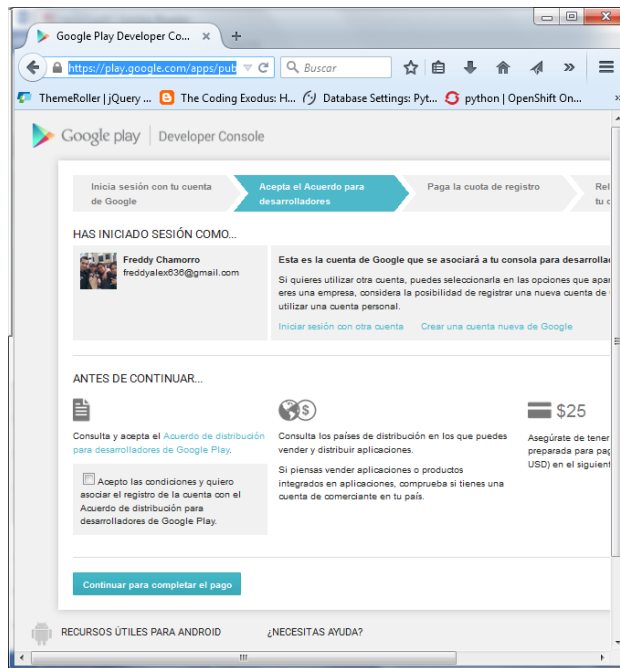 Google Play Developer Co...
https://play.google.com/apps/pub
Buscar
ThemeRoller | jQuery ...
The Coding Exodus: H...
Database Settings: Pyt...
python | OpenShift On...
Google play | Developer Console
Inicia sesión con tu cuenta
de Google
Acepta el Acuerdo para
desarrolladores
Paga la cuota de registro
Rel
tu c
HAS INICIADO SESIÓN COMO...
Freddy Chamorro
freddyalex636@gmail.com
Esta es la cuenta de Google que se asociará a tu consola para desarrollad
Si quieres utilizar otra cuenta, puedes seleccionarla en las opciones que apar
eres una empresa, considera la posibilidad de registrar una nueva cuenta de
utilizar una cuenta personal.
Iniciar sesión con otra cuenta
Crear una cuenta nueva de Google
ANTES DE CONTINUAR...
Consulta y acepta el Acuerdo de distribución
para desarrolladores de Google Play.
Acepto las condiciones y quiero
asociar el registro de la cuenta con el
Acuerdo de distribución para
desarrolladores de Google Play.
Consulta los países de distribución en los que puedes
vender y distribuir aplicaciones.
Si piensas vender aplicaciones o productos
integrados en aplicaciones, comprueba si tienes una
cuenta de comerciante en tu país.
$25
Asegúrate de tener
preparada para pag
USD) en el siguient
Continuar para completar el pago
RECURSOS ÚTILES PARA ANDROID
¿NECESITAS AYUDA?